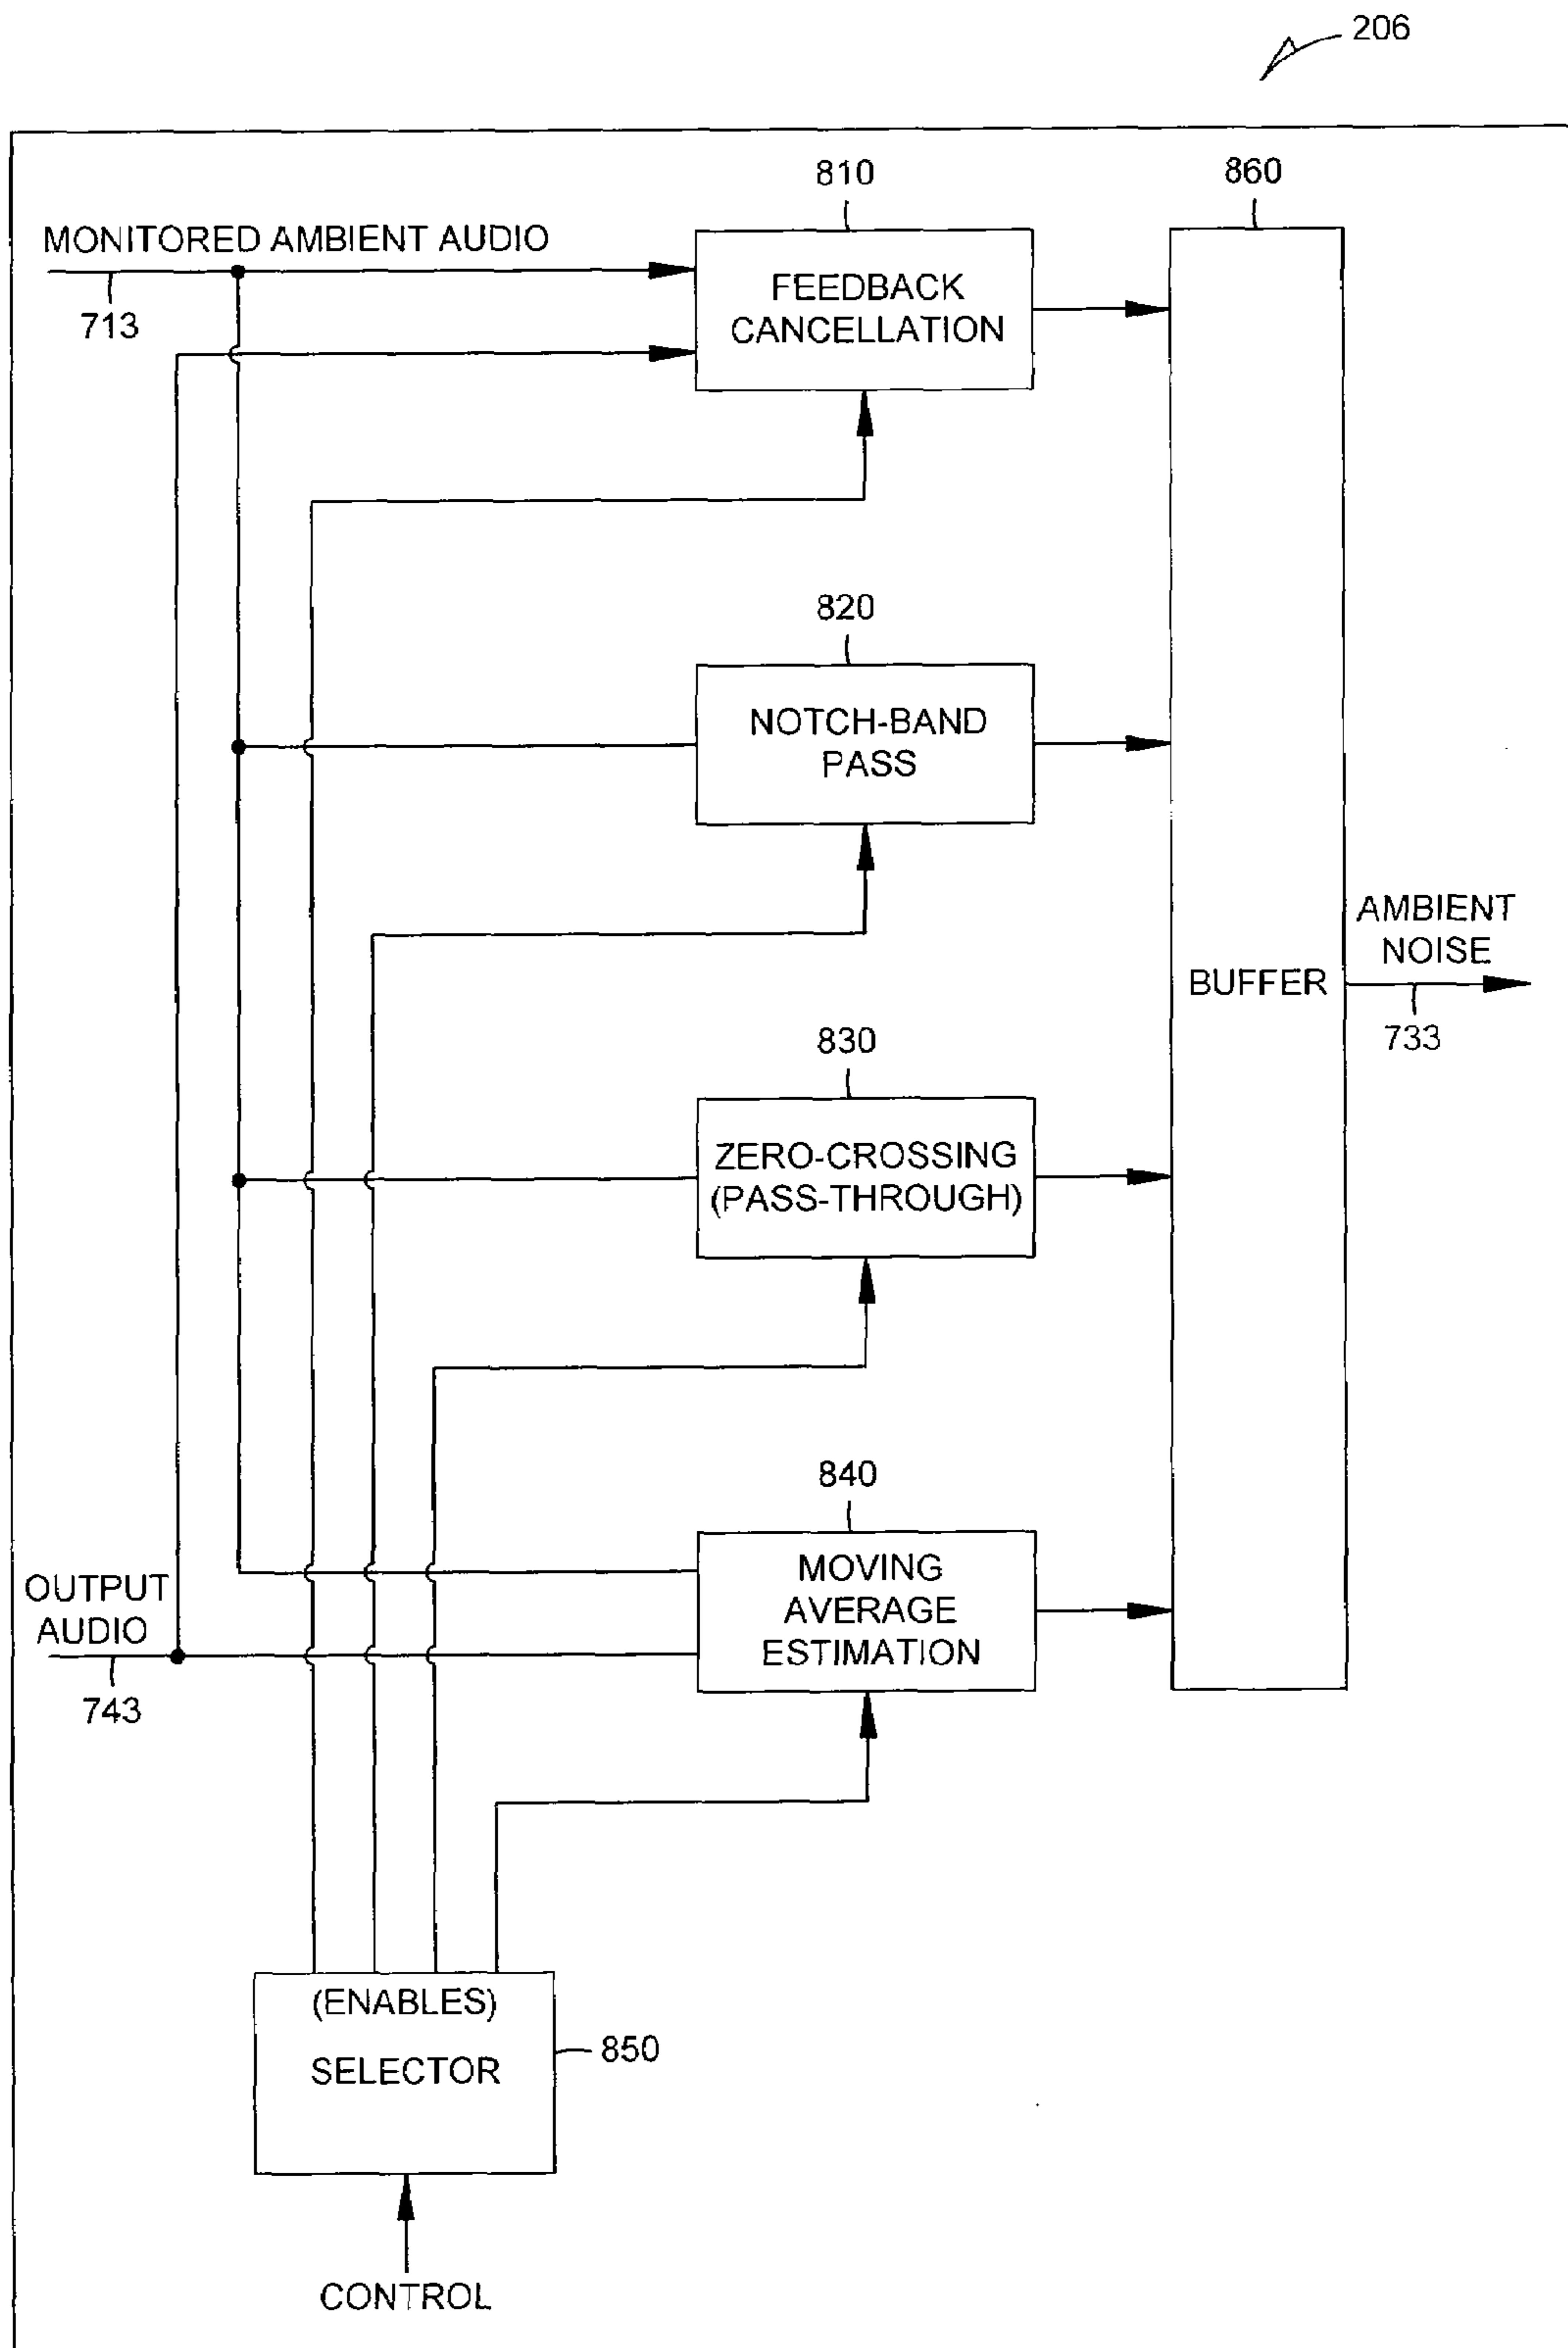 206
810
860
MONITORED AMBIENT AUDIO
713
FEEDBACK
CANCELLATION
820
NOTCH-BAND
PASS
AMBIENT
NOISE
BUFFER
733
830
ZERO-CROSSING
(PASS-THROUGH)
840
MOVING
AVERAGE
ESTIMATION
OUTPUT
AUDIO
743
(ENABLES)
SELECTOR
850
CONTROL